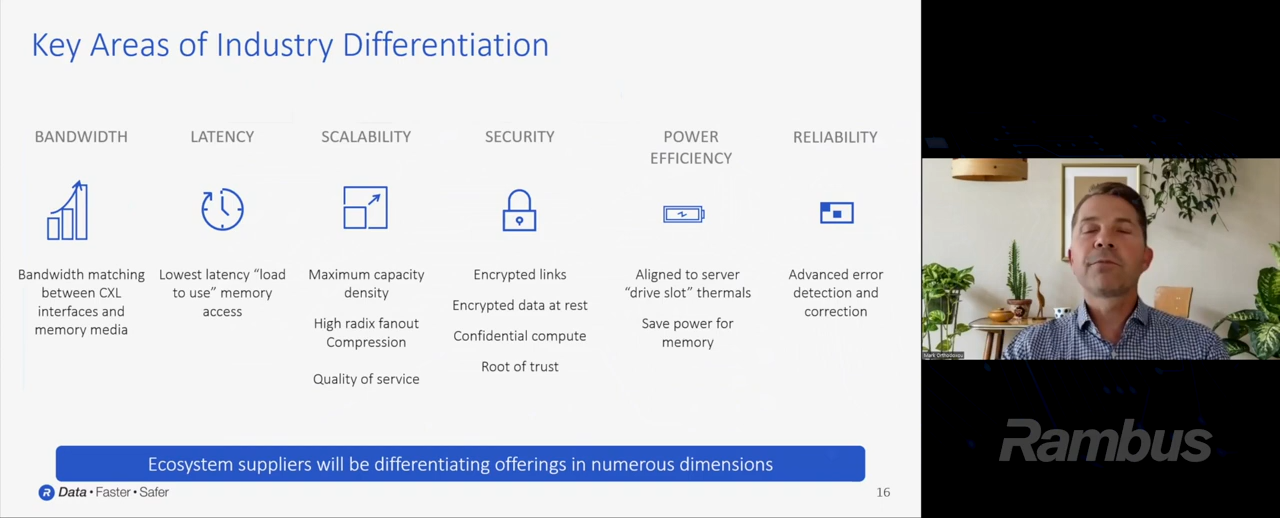 Key Areas of Industry Differentiation
BANDWIDTH
Bandwidth matching
between CXL
interfaces and
memory media
LATENCY
Lowest latency “load
to use” memory
access
SCALABILITY
Maximum capcity
density
High radix fanout
Compression
Quality of service
SECURITY
Encrypted links
Encrypted data at rest
Confidential compute
Root of trust
POWER
EFFICIENCY
Aligned to server
“drive slot” thermals
Save power for
memory
RELIABILITY
Advanced error
detection and
correction
Ecosystem suppliers will be differentiating offerings in numerous dimensions
R Data • Faster • Safer
16
Rambus